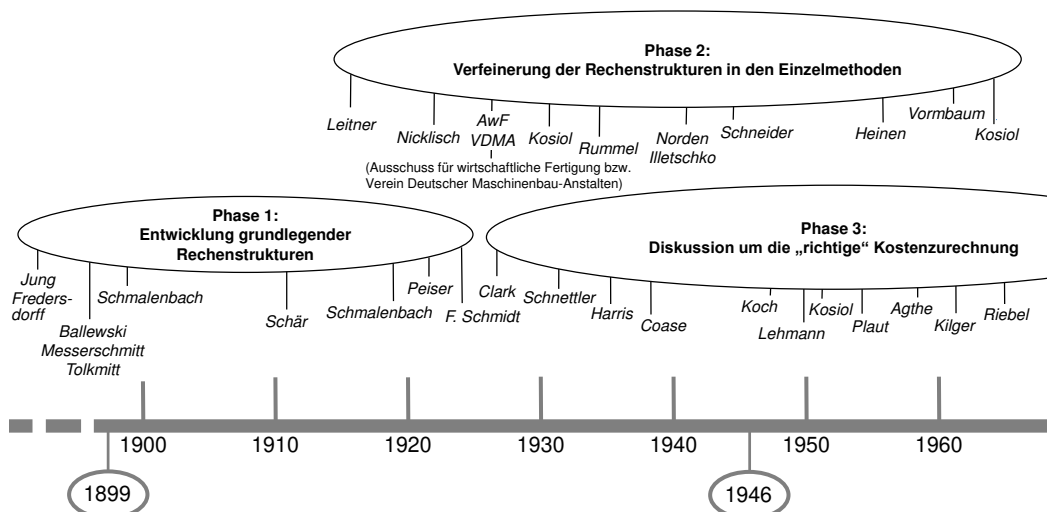 Phase 2:
Verfeinerung der Rechenstrukturen in den Einzelmethoden
Leitner
Nicklisch
AwF
VDMA
(Ausschuss für wirtschaftliche Fertigung bzw.
Verein Deutscher Maschinenbau-Anstalten)
Kosiol
Rummel
Norden
Illetschko
Schneider
Heinen
Vormbaum
Kosiol
Phase 1:
Entwicklung grundlegender
Rechenstrukturen
Jung
Freders-
dorff
Ballewski
Messerschmitt
Tolkmitt
Schmalenbach
Schär
Schmalenbach
Peiser
F. Schmidt
Phase 3:
Diskussion um die „richtige“ Kostenzurechnung
Clark
Schnettler
Harris
Coase
Koch
Lehmann
Kosiol
Plaut
Agthe
Kilger
Riebel
1900 1910 1920 1930 1940 1950 1960
1899 1946